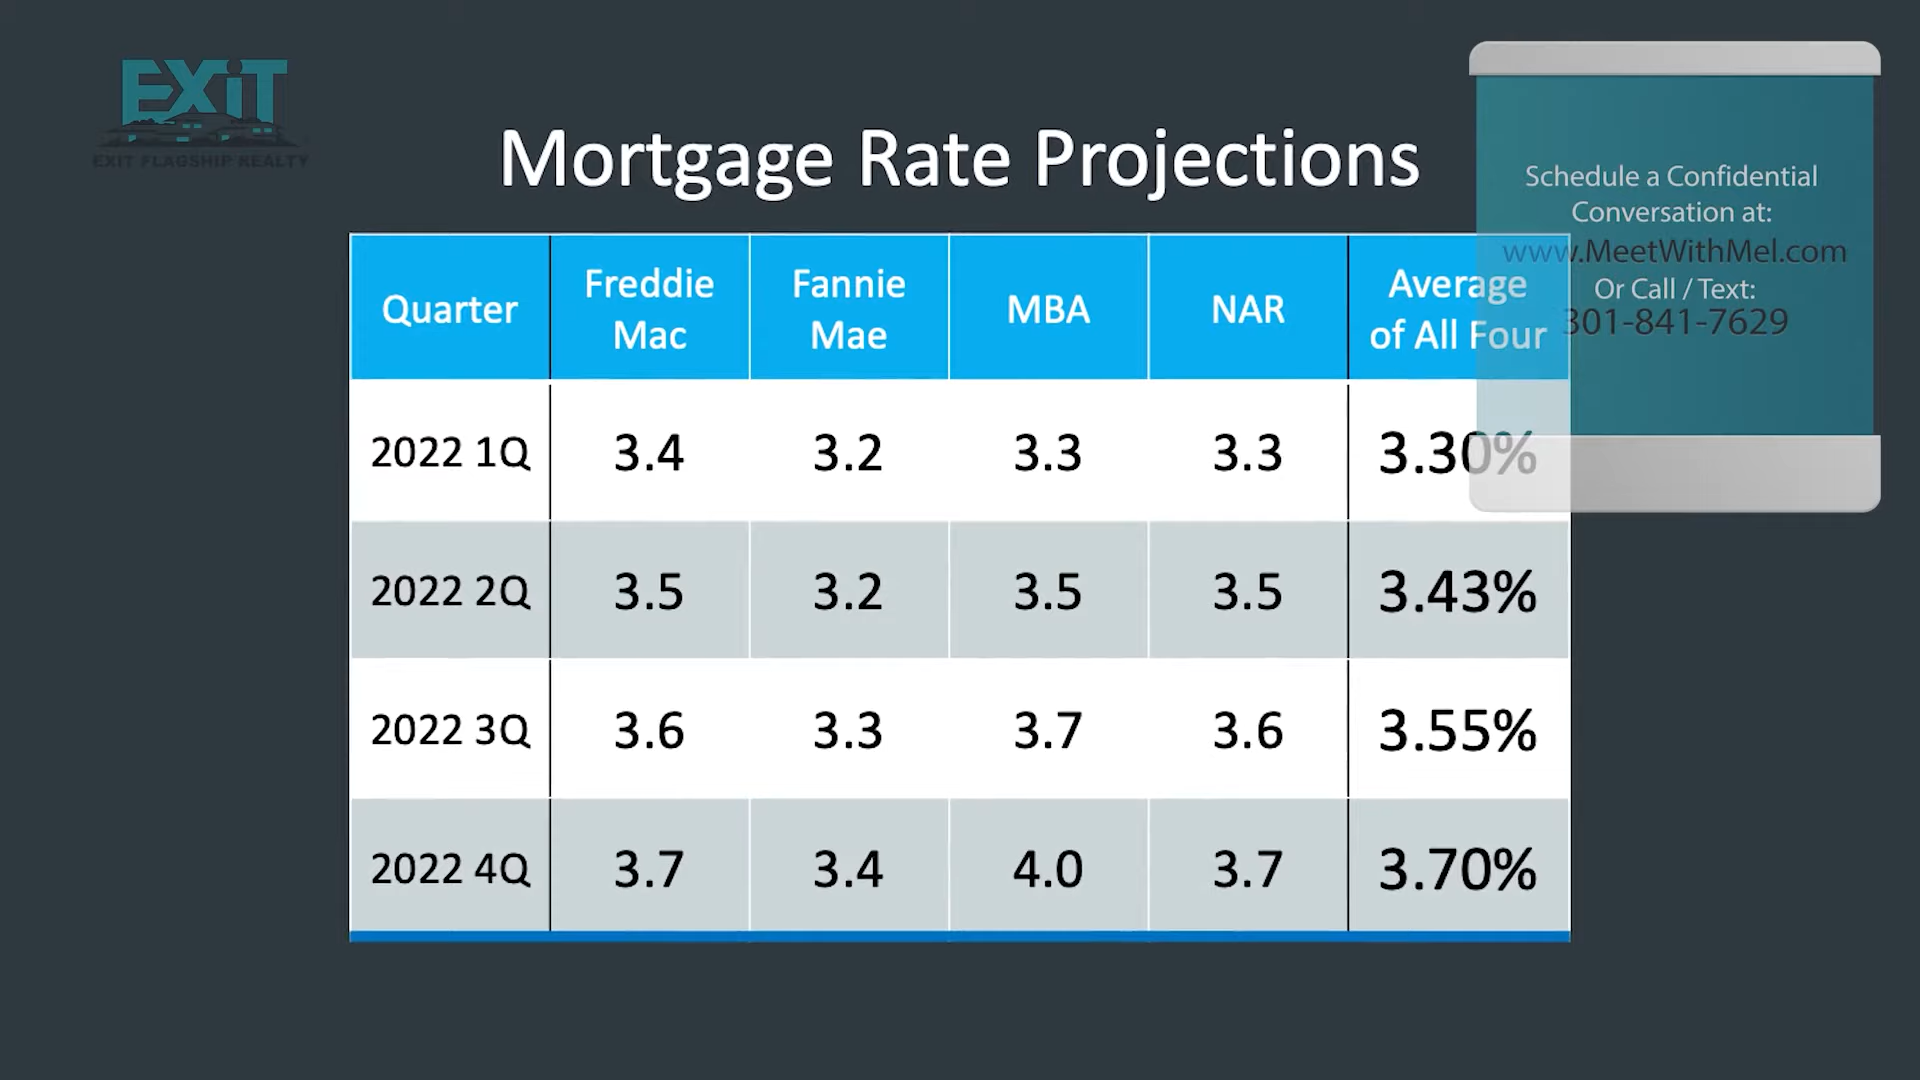 EXiT
EXIT FLAGSHIP REALTY
Mortgage Rate Projections
Schedule a Confidential
Conversation at:
www.MeetWithMel.com
Or Call / Text:
301-841-7629
Quarter Freddie Mac Fannie Mae MBA NAR Average of All Four
2022 1Q 3.4 3.2 3.3 3.3 3.30%
2022 2Q 3.5 3.2 3.5 3.5 3.43%
2022 3Q 3.6 3.3 3.7 3.6 3.55%
2022 4Q 3.7 3.4 4.0 3.7 3.70%